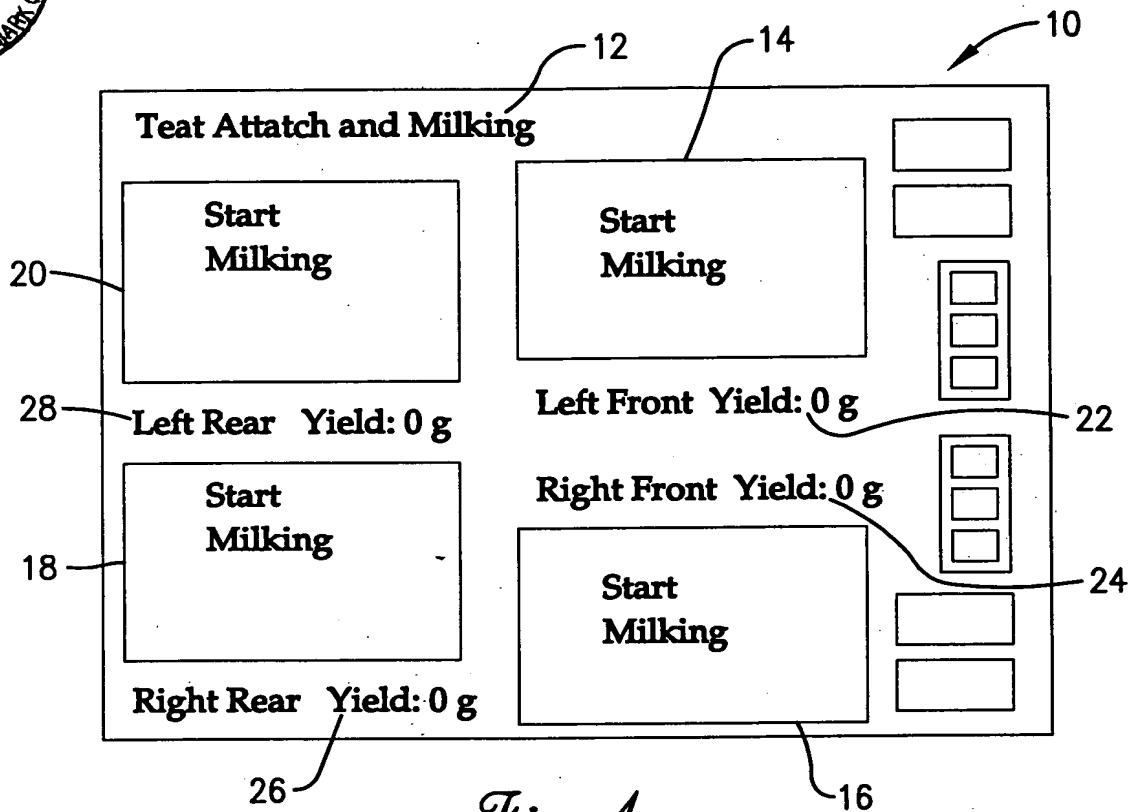 10
12
14
Teat Attatch and Milking
Start
Milking
Start
Milking
20
28
Left Rear Yield: 0 g
Left Front Yield: 0 g
22
Start
Milking
Right Front Yield: 0 g
18
24
Start
Milking
Right Rear Yield: 0 g
26
16